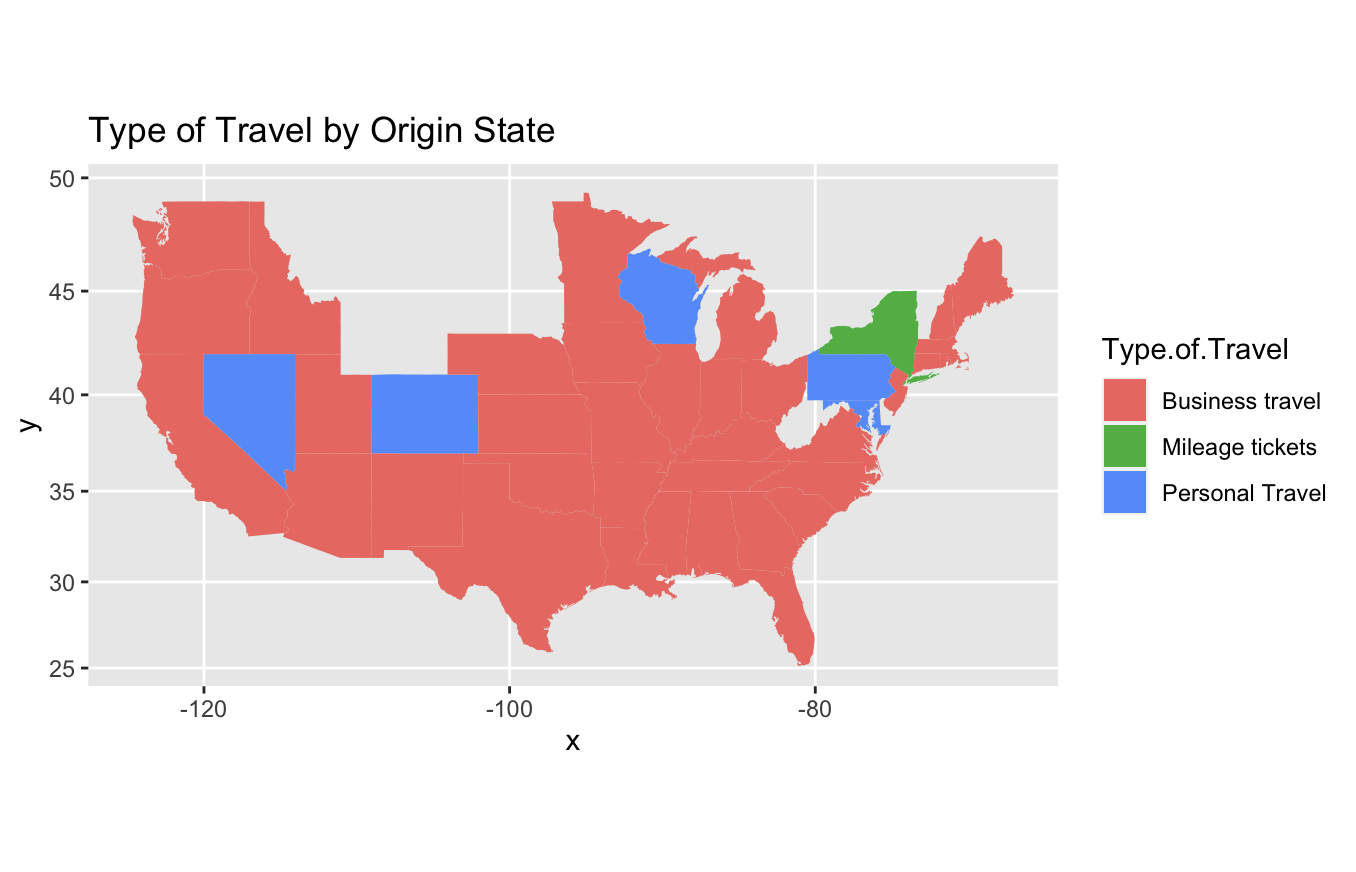 Type of Travel by Origin State
50
45
40
35
30
25
y
-120
-100
-80
x
Type.of.Travel
Business travel
Mileage tickets
Personal Travel